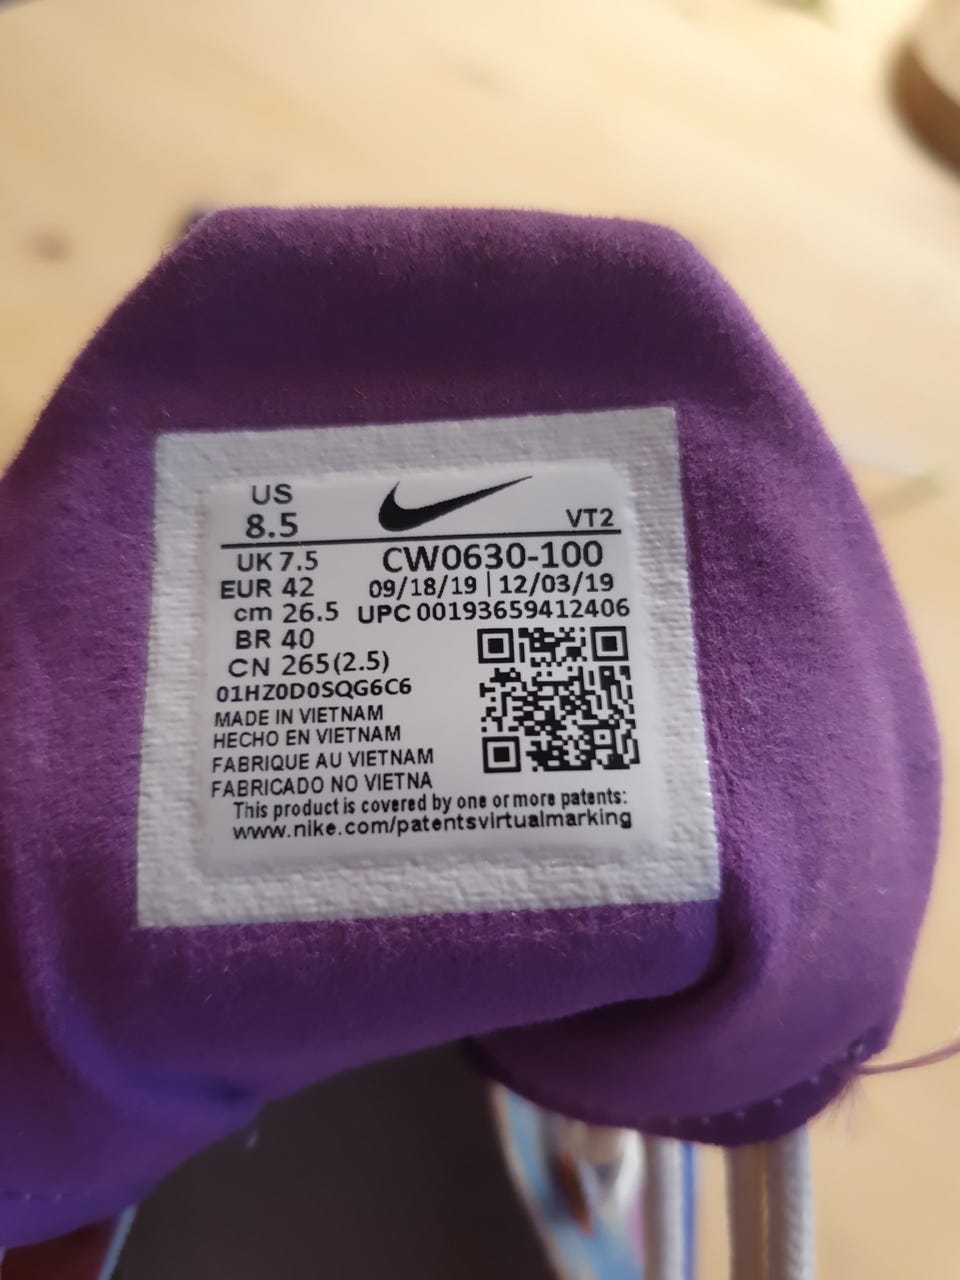 US
8.5
VT2
UK 7.5
CW0630-100
EUR 42
09/18/19 | 12/03/19
cm 26.5
UPC 00193659412406
BR 40
CN 265(2.5)
01HZ0D0SQG6C6
MADE IN VIETNAM
HECHO EN VIETNAM
FABRIQUE AU VIETNAM
FABRICADO NO VIETNA
This product is covered by one or more patents:
www.nike.com/patentsvirtualmarking